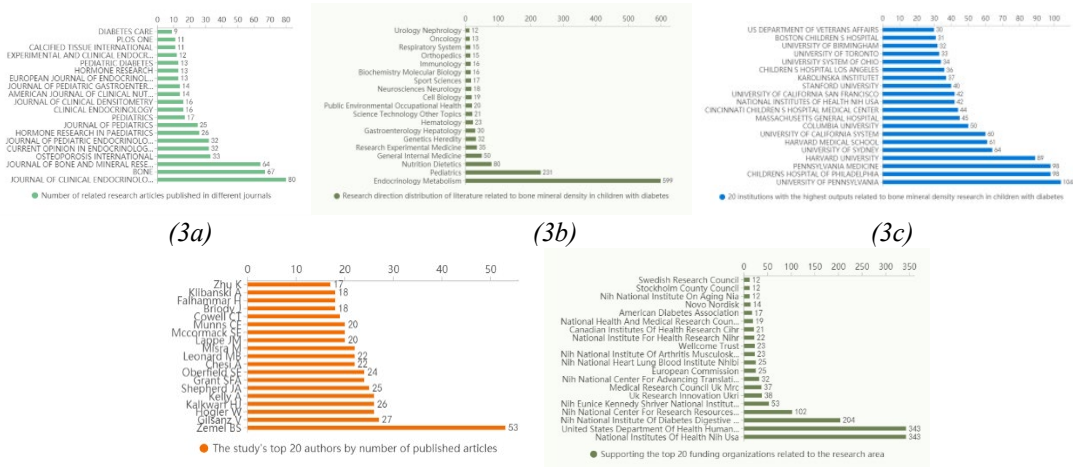 0 10 20 30 40 50 60 70 80
DIABETES CARE 9
PLOS ONE 11
CALCIFIED TISSUE INTERNATIONAL 11
EXPERIMENTAL AND CLINICAL ENDOCR... 12
PEDIATRIC DIABETES 13
HORMONE RESEARCH 13
EUROPEAN JOURNAL OF ENDOCRINOL... 13
JOURNAL OF PEDIATRIC GASTROENTER... 14
AMERICAN JOURNAL OF CLINICAL NUT... 14
JOURNAL OF CLINICAL DENSITOMETRY 16
CLINICAL ENDOCRINOLOGY 16
PEDIATRICS 17
JOURNAL OF PEDIATRICS 25
HORMONE RESEARCH IN PAEDIATRICS 26
JOURNAL OF PEDIATRIC ENDOCRINOLO... 32
CURRENT OPINION IN ENDOCRINOLOG... 32
OSTEOPOROSIS INTERNATIONAL 33
JOURNAL OF BONE AND MINERAL RESE... 64
BONE 67
JOURNAL OF CLINICAL ENDOCRINOLO... 80
Number of related research articles published in different journals
(3a)
0 100 200 300 400 500 600
Urology Nephrology 12
Oncology 13
Respiratory System 15
Orthopedics 15
Immunology 16
Biochemistry Molecular Biology 16
Sport Sciences 17
Neurosciences Neurology 18
Cell Biology 19
Public Environmental Occupational Health 20
Science Technology Other Topics 21
Hematology 23
Gastroenterology Hepatology 30
Genetics Heredity 32
Research Experimental Medicine 35
General Internal Medicine 50
Nutrition Dietetics 80
Pediatrics 231
Endocrinology Metabolism 599
Research direction distribution of literature related to bone mineral density in children with diabetes
(3b)
0 10 20 30 40 50 60 70 80 90 100
US DEPARTMENT OF VETERANS AFFAIRS 30
BOSTON CHILDREN S HOSPITAL 31
UNIVERSITY OF BIRMINGHAM 32
UNIVERSITY OF TORONTO 33
UNIVERSITY SYSTEM OF OHIO 34
CHILDREN S HOSPITAL LOS ANGELES 36
KAROLINSKA INSTITUTET 37
STANFORD UNIVERSITY 40
UNIVERSITY OF CALIFORNIA SAN FRANCISCO 42
NATIONAL INSTITUTES OF HEALTH NIH USA 42
CINCINNATI CHILDREN S HOSPITAL MEDICAL CENTER 44
MASSACHUSETTS GENERAL HOSPITAL 45
COLUMBIA UNIVERSITY 50
UNIVERSITY OF CALIFORNIA SYSTEM 60
HARVARD MEDICAL SCHOOL 61
UNIVERSITY OF SYDNEY 64
HARVARD UNIVERSITY 89
PENNSYLVANIA MEDICINE 98
CHILDRENS HOSPITAL OF PHILADELPHIA 98
UNIVERSITY OF PENNSYLVANIA 104
20 institutions with the highest outputs related to bone mineral density research in children with diabetes
(3c)
0 10 20 30 40 50
Zhu K 17
Klibanski A 18
Falhammar H
Briody J 18
Cowell CT
Munns CF 20
Mccormack SE
Lappe JM 20
Misra M
Leonard MB 22
Chesi A 22
Oberfield SE 24
Grant SFA
Shepherd JA 25
Kelly A
Kalkwarf HJ 26
Hogler W
Gilsanz V 27
Zemel BS 53
The study's top 20 authors by number of published articles
0 50 100 150 200 250 300 350
Swedish Research Council 12
Stockholm County Council 12
Nih National Institute On Aging Nia 12
Novo Nordisk 14
American Diabetes Association 17
National Health And Medical Research Coun... 19
Canadian Institutes Of Health Research Cihr 21
National Institute For Health Research Nihr 22
Wellcome Trust 23
Nih National Institute Of Arthritis Musculosk... 23
Nih National Heart Lung Blood Institute Nhlbi 25
European Commission 25
Nih National Center For Advancing Translati... 32
Medical Research Council Uk Mrc 37
Uk Research Innovation Ukri 38
Nih Eunice Kennedy Shriver National Institut... 53
Nih National Center For Research Resources... 102
Nih National Institute Of Diabetes Digestive ... 204
United States Department Of Health Human... 343
National Institutes Of Health Nih Usa 343
Supporting the top 20 funding organizations related to the research area